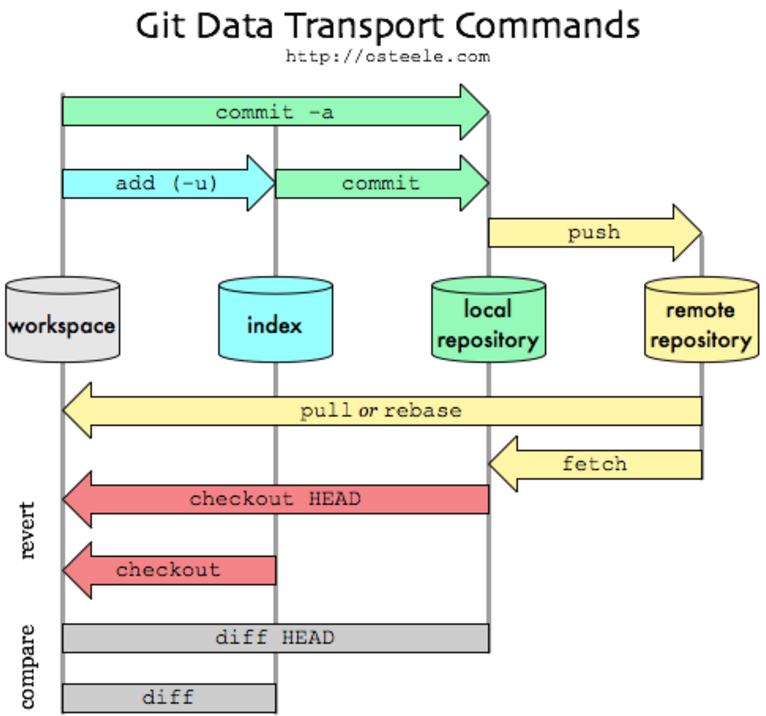 Git Data Transport Commands
http://osteele.com
commit -a
add (-u)
commit
push
workspace
index
local
repository
remote
repository
pull or rebase
fetch
revert
checkout HEAD
checkout
compare
diff HEAD
diff